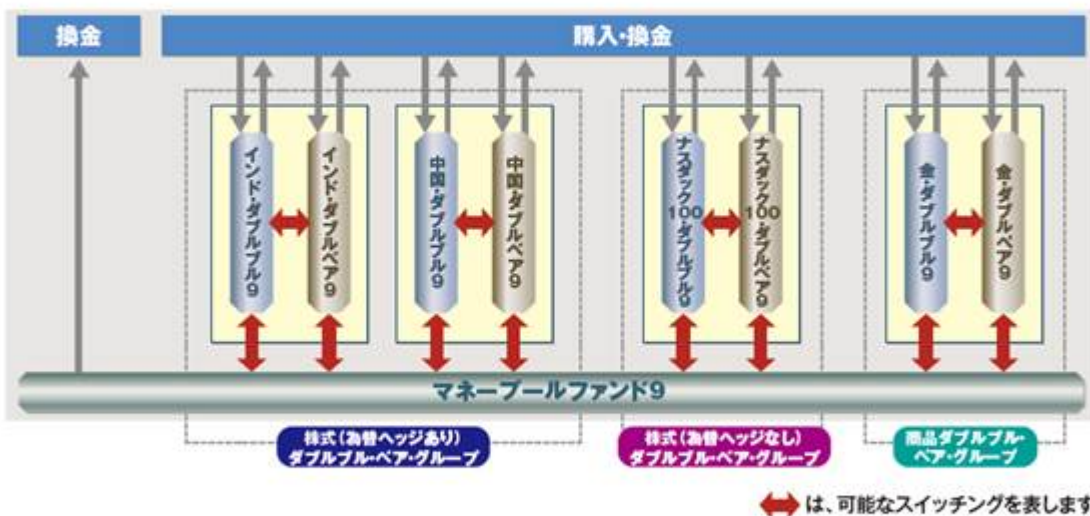 換金
購入・換金
インド・ダブルブル9
インド・ダブルベア9
中国・ダブルブル9
中国・ダブルベア9
ナスダック100・ダブルブル9
ナスダック100・ダブルベア9
金・ダブルブル9
金・ダブルベア9
マネープールファンド9
株式(為替ヘッジあり)
ダブルブル・ベア・グループ
株式(為替ヘッジなし)
ダブルブル・ベア・グループ
商品ダブルブル・
ベア・グループ
は、可能なスイッチングを表します